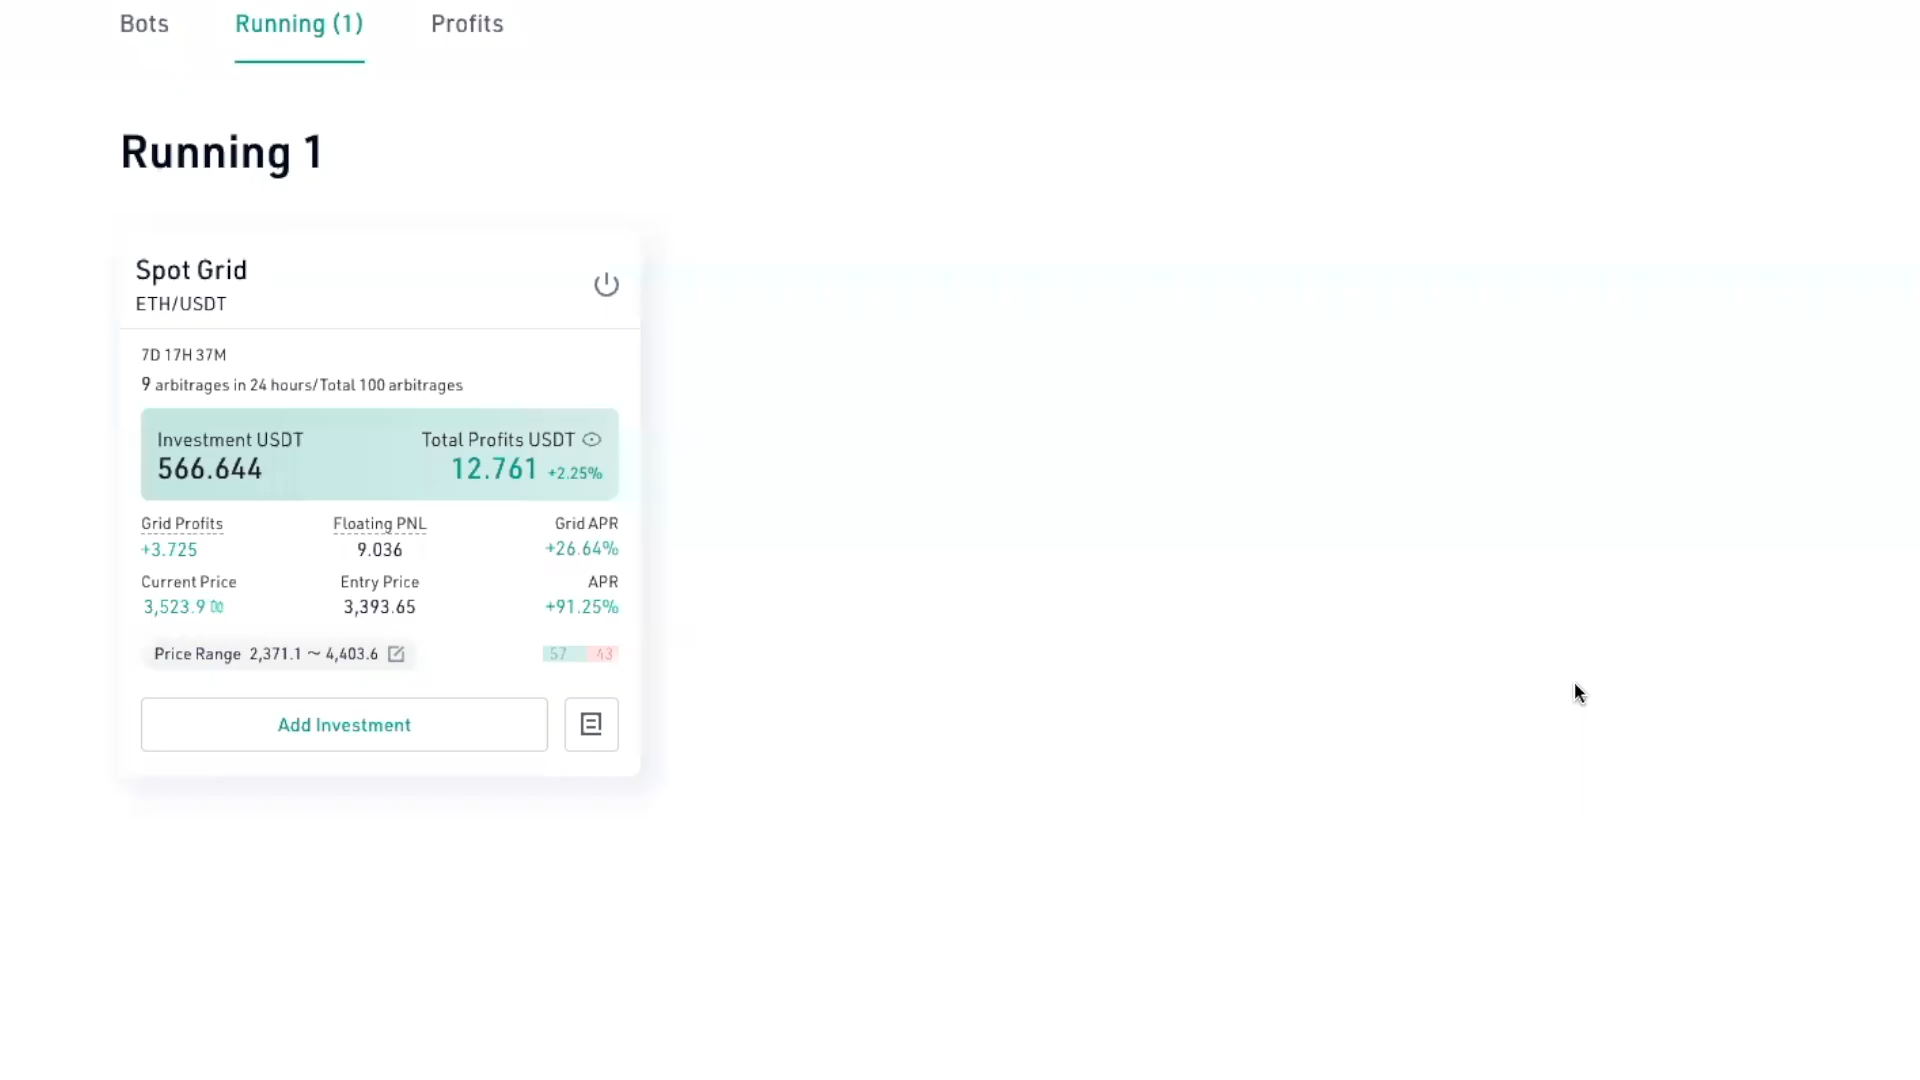 Bots Running (1) Profits
Running 1
Spot Grid
ETH/USDT
7D 17H 37M
9 arbitrages in 24 hours/Total 100 arbitrages
Investment USDT Total Profits USDT
566.644 12.761 +2.25%
Grid Profits Floating PNL Grid APR
+3.725 9.036 +26.64%
Current Price Entry Price APR
3,523.9 3,393.65 +91.25%
Price Range 2,371.1 ~ 4,403.6 57 43
Add Investment